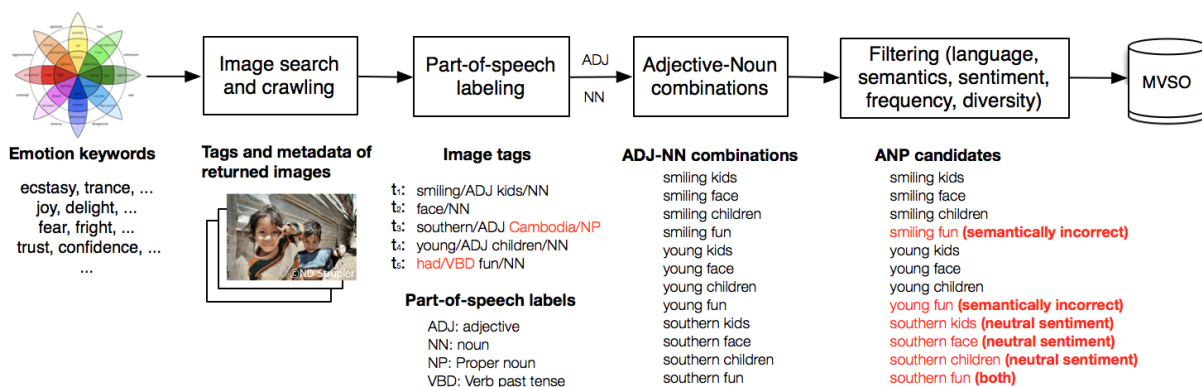 Image search
and crawling
Part-of-speech
labeling
ADJ
NN
Adjective-Noun
combinations
Filtering (language,
semantics, sentiment,
frequency, diversity)
MVSO
Emotion keywords
ecstasy, trance, ...
joy, delight, ...
fear, fright, ...
trust, confidence, ...
...
Tags and metadata of
returned images
©ND Strupler
Image tags
t₁: smiling/ADJ kids/NN
t₂: face/NN
t₃: southern/ADJ Cambodia/NP
t₄: young/ADJ children/NN
t₅: had/VBD fun/NN
Part-of-speech labels
ADJ: adjective
NN: noun
NP: Proper noun
VBD: Verb past tense
ADJ-NN combinations
smiling kids
smiling face
smiling children
smiling fun
young kids
young face
young children
young fun
southern kids
southern face
southern children
southern fun
ANP candidates
smiling kids
smiling face
smiling children
smiling fun (semantically incorrect)
young kids
young face
young children
young fun (semantically incorrect)
southern kids (neutral sentiment)
southern face (neutral sentiment)
southern children (neutral sentiment)
southern fun (both)